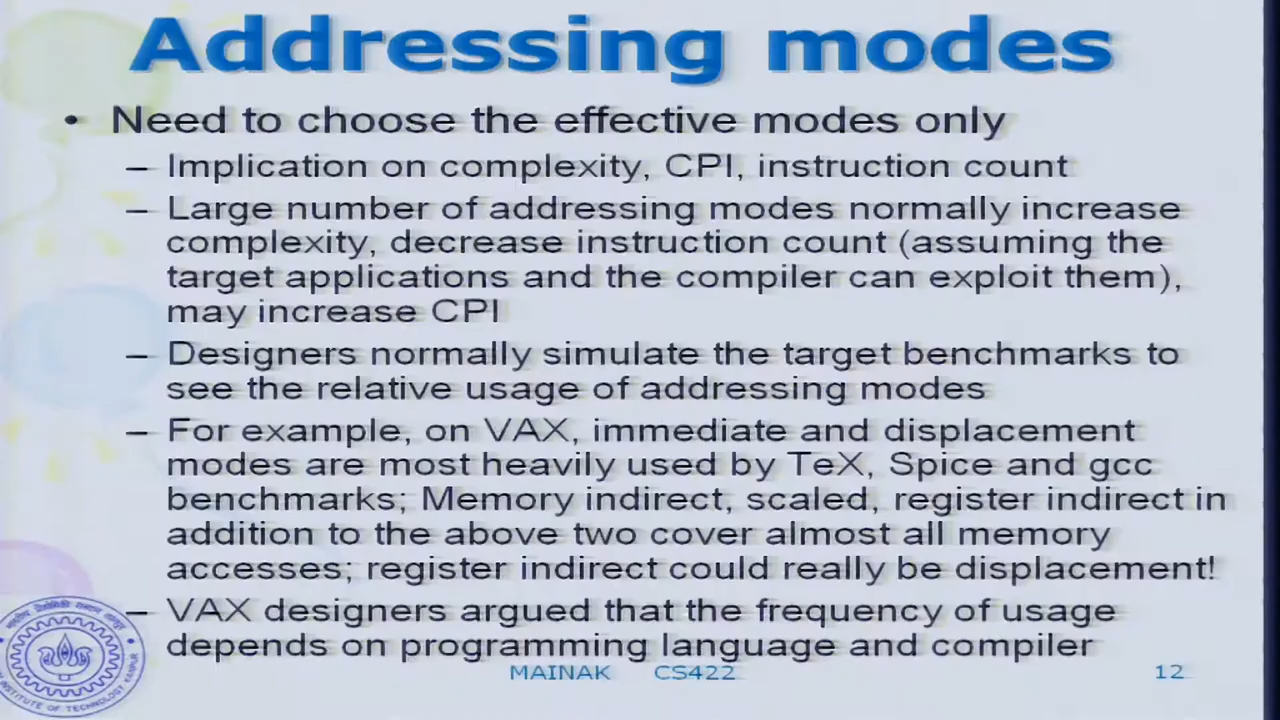 Addressing modes
• Need to choose the effective modes only
– Implication on complexity, CPI, instruction count
– Large number of addressing modes normally increase
complexity, decrease instruction count (assuming the
target applications and the compiler can exploit them),
may increase CPI
– Designers normally simulate the target benchmarks to
see the relative usage of addressing modes
– For example, on VAX, immediate and displacement
modes are most heavily used by TeX, Spice and gcc
benchmarks; Memory indirect, scaled, register indirect in
addition to the above two cover almost all memory
accesses; register indirect could really be displacement!
– VAX designers argued that the frequency of usage
depends on programming language and compiler
MAINAK CS422 12